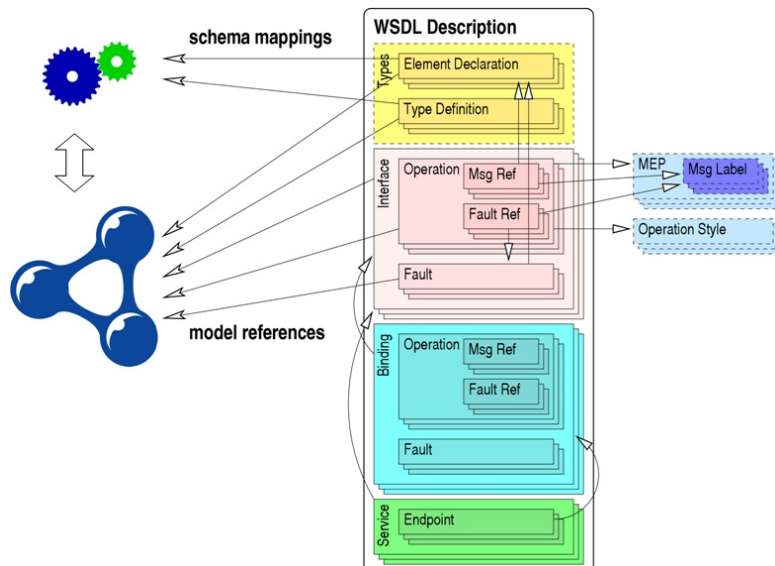 WSDL Description
schema mappings
Types
Element Declaration
Type Definition
Interface
Operation
Msg Ref
Fault Ref
Fault
MEP
Msg Label
Operation Style
model references
Binding
Operation
Msg Ref
Fault Ref
Fault
Service
Endpoint